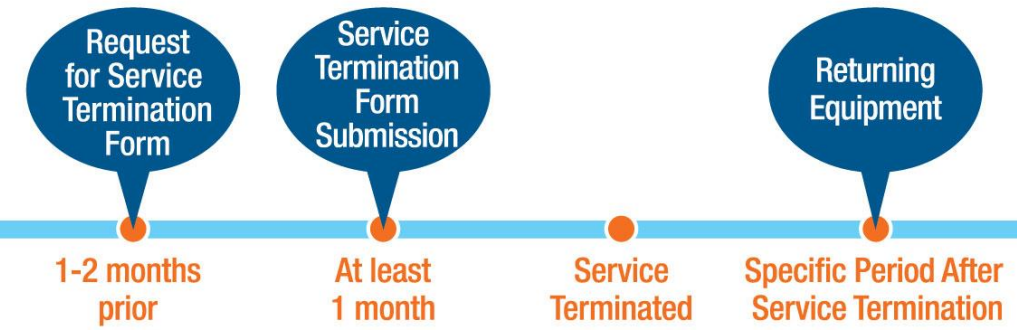 Request
for Service
Termination
Form
Service
Termination
Form
Submission
Returning
Equipment
1-2 months
prior
At least
1 month
Service
Terminated
Specific Period After
Service Termination